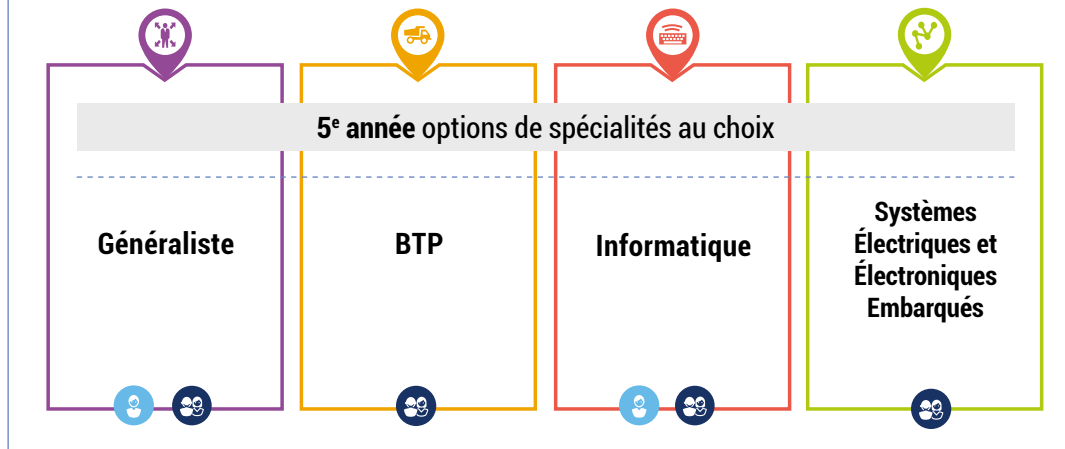 5e année options de spécialités au choix
Généraliste
BTP
Informatique
Systèmes
Électriques et
Électroniques
Embarqués